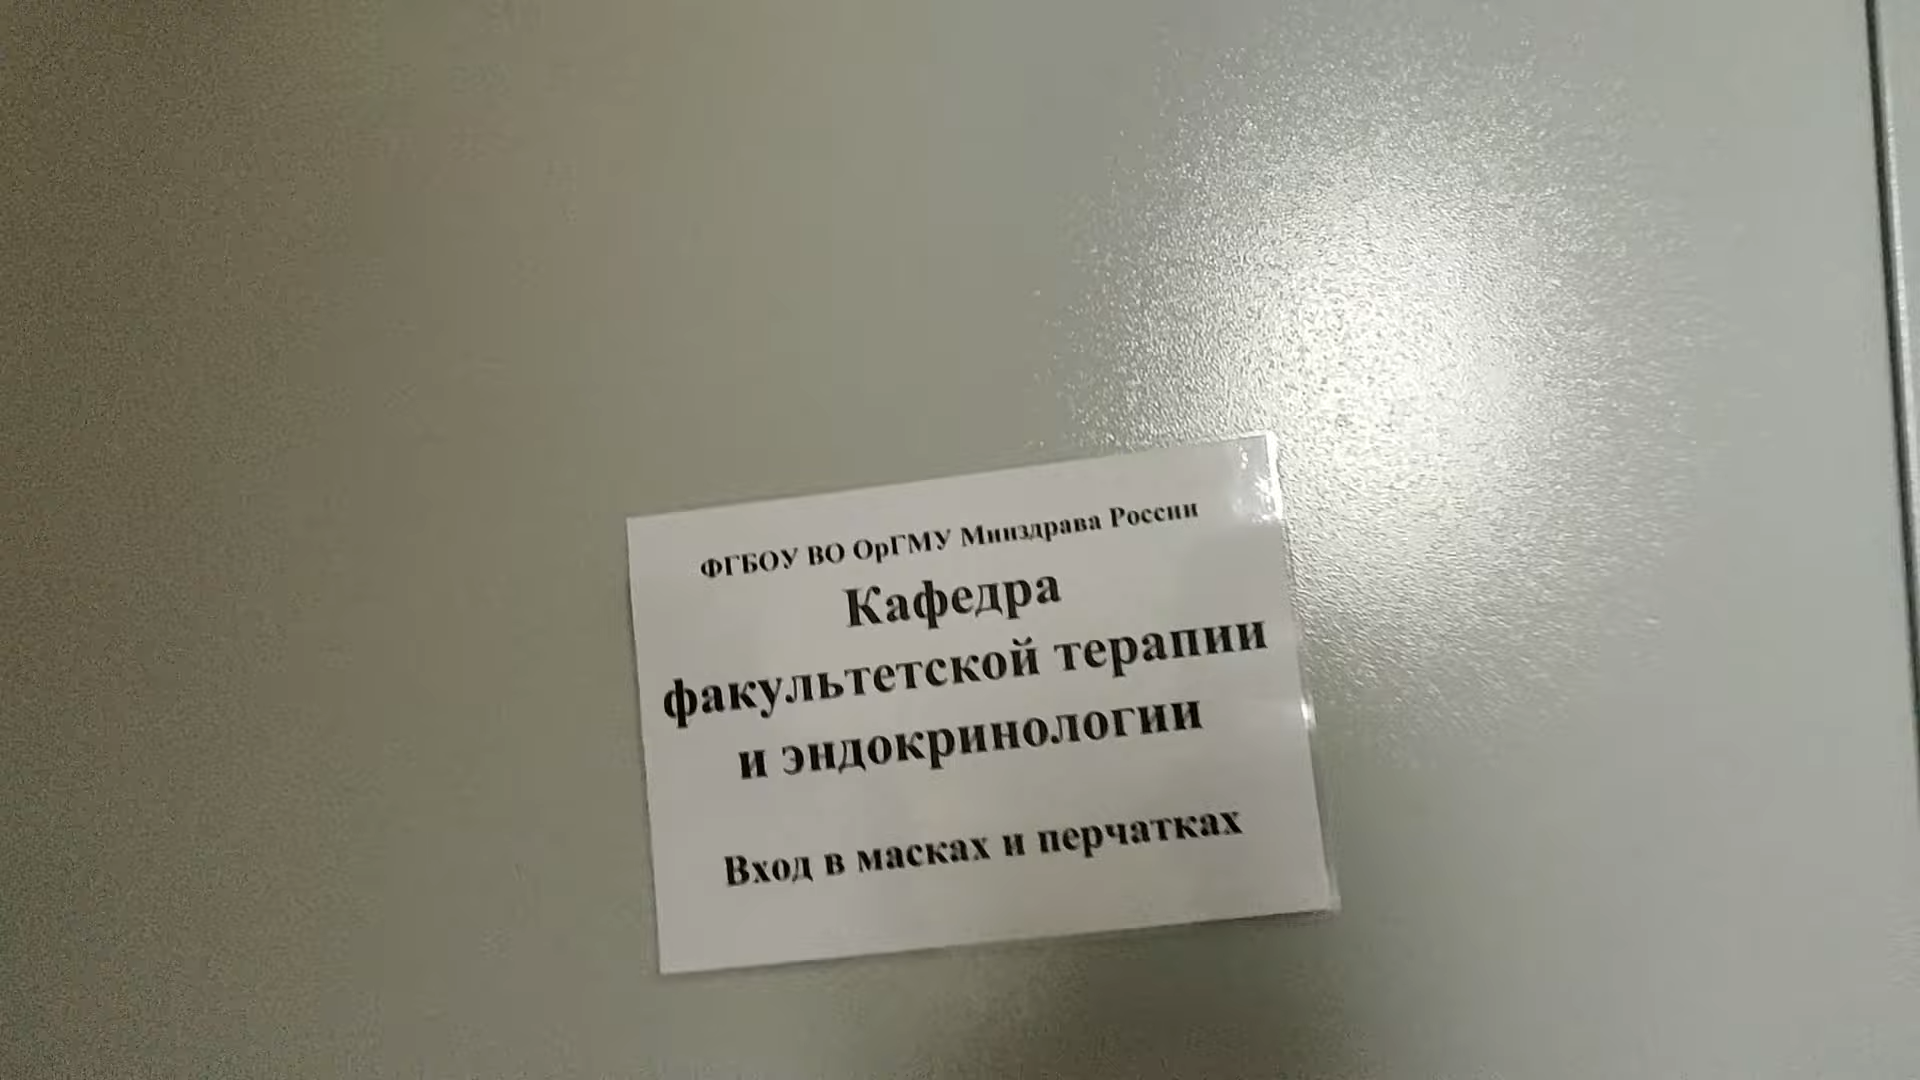 ФГБОУ ВО ОрГМУ Минздрава России
Кафедра
факультетской терапии
и эндокринологии
Вход в масках и перчатках